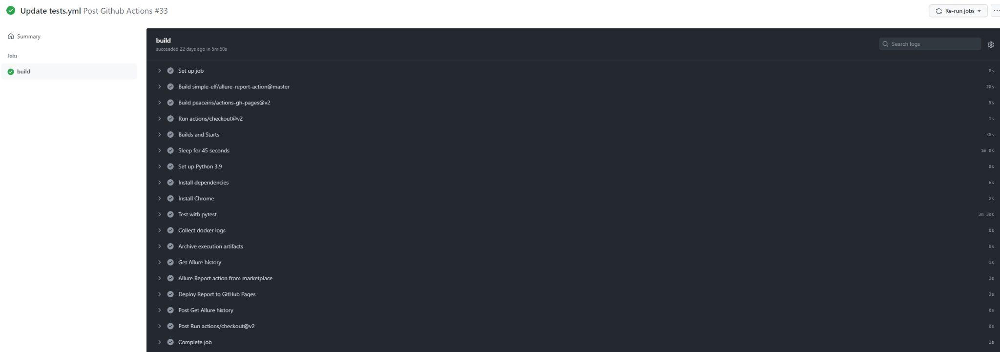 Update tests.yml Post Github Actions #33
Re-run jobs
Summary
Jobs
build
build
succeeded 22 days ago in 5m 50s
Search logs
Set up job 8s
Build simple-elf/allure-report-action@master 20s
Build peaceiris/actions-gh-pages@v2 5s
Run actions/checkout@v2 1s
Builds and Starts 30s
Sleep for 45 seconds 1m 0s
Set up Python 3.9 0s
Install dependencies 6s
Install Chrome 2s
Test with pytest 3m 30s
Collect docker logs 0s
Archive execution artifacts 0s
Get Allure history 1s
Allure Report action from marketplace 3s
Deploy Report to GitHub Pages 3s
Post Get Allure history 0s
Post Run actions/checkout@v2 0s
Complete job 1s